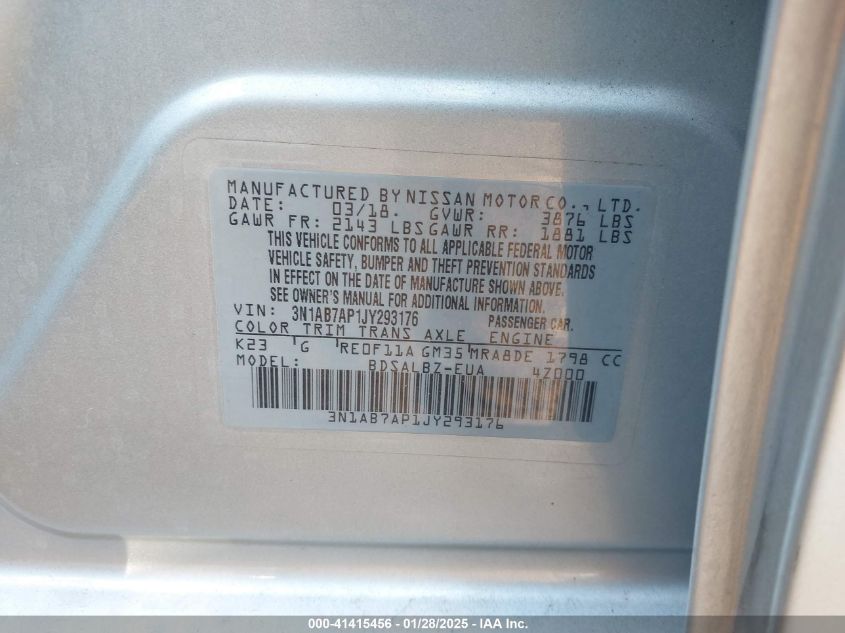 MANUFACTURED BY NISSAN MOTOR CO., LTD.
DATE: 03/18. GVWR: 3876 LBS
GAWR FR: 2143 LBS GAWR RR: 1881 LBS
THIS VEHICLE CONFORMS TO ALL APPLICABLE FEDERAL MOTOR
VEHICLE SAFETY, BUMPER AND THEFT PREVENTION STANDARDS
IN EFFECT ON THE DATE OF MANUFACTURE SHOWN ABOVE.
SEE OWNER'S MANUAL FOR ADDITIONAL INFORMATION.
VIN: 3N1AB7AP1JY293176 PASSENGER CAR.
COLOR TRIM TRANS AXLE ENGINE
K23 G RE0F11A GM35 MRA8DE 1798 CC
MODEL: BDSALBZ-EUA 4Z000
3N1AB7AP1JY293176
000-41415456 - 01/28/2025 - IAA Inc.